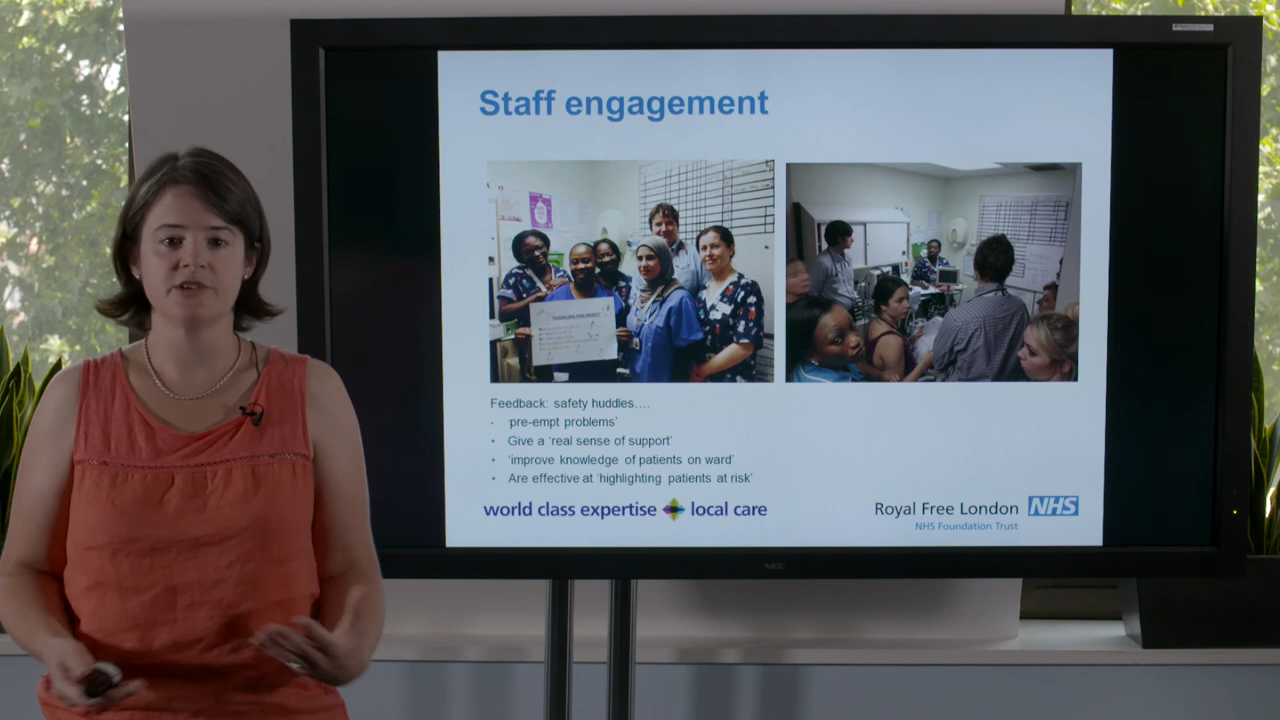 Staff engagement
Feedback: safety huddles….
• 'pre-empt problems'
• Give a 'real sense of support'
• 'improve knowledge of patients on ward'
• Are effective at 'highlighting patients at risk'
world class expertise local care
Royal Free London NHS
NHS Foundation Trust
NEC